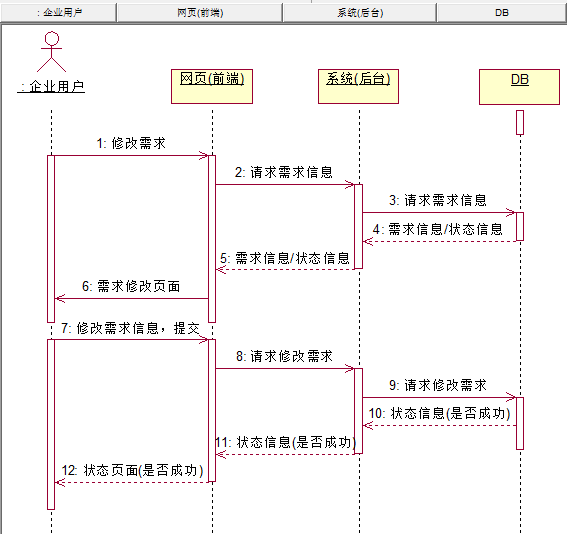 : 企业用户
网页(前端)
系统(后台)
DB
: 企业用户
网页(前端)
系统(后台)
DB
1: 修改需求
2: 请求需求信息
3: 请求需求信息
4: 需求信息/状态信息
5: 需求信息/状态信息
6: 需求修改页面
7: 修改需求信息，提交
8: 请求修改需求
9: 请求修改需求
10: 状态信息(是否成功)
11: 状态信息(是否成功)
12: 状态页面(是否成功)